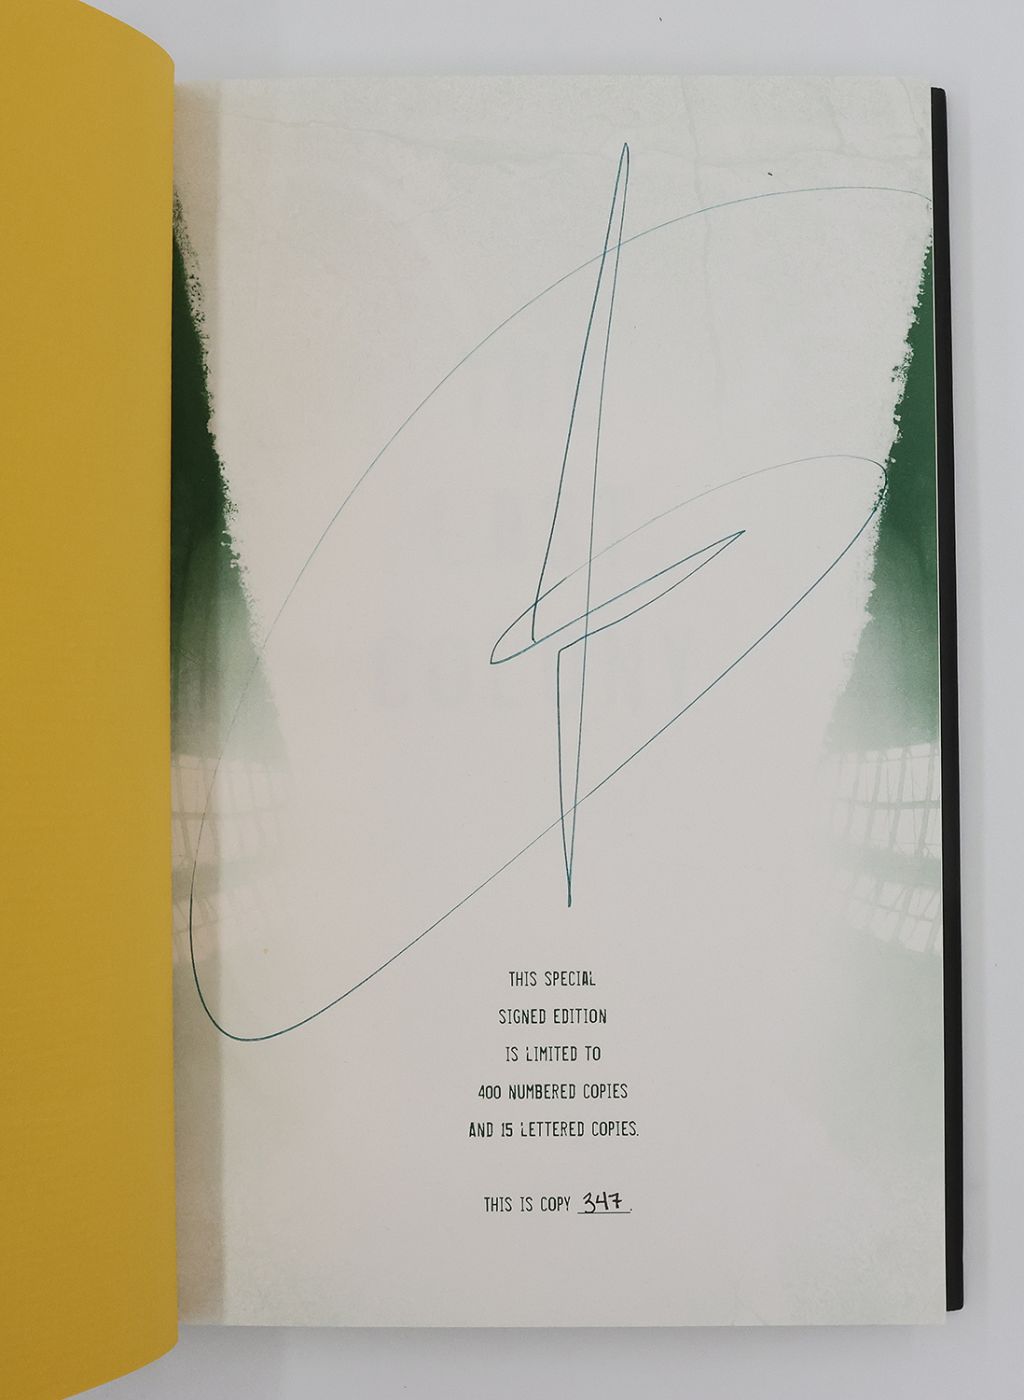 THIS SPECIAL
SIGNED EDITION
IS LIMITED TO
400 NUMBERED COPIES
AND 15 LETTERED COPIES.
THIS IS COPY 347.